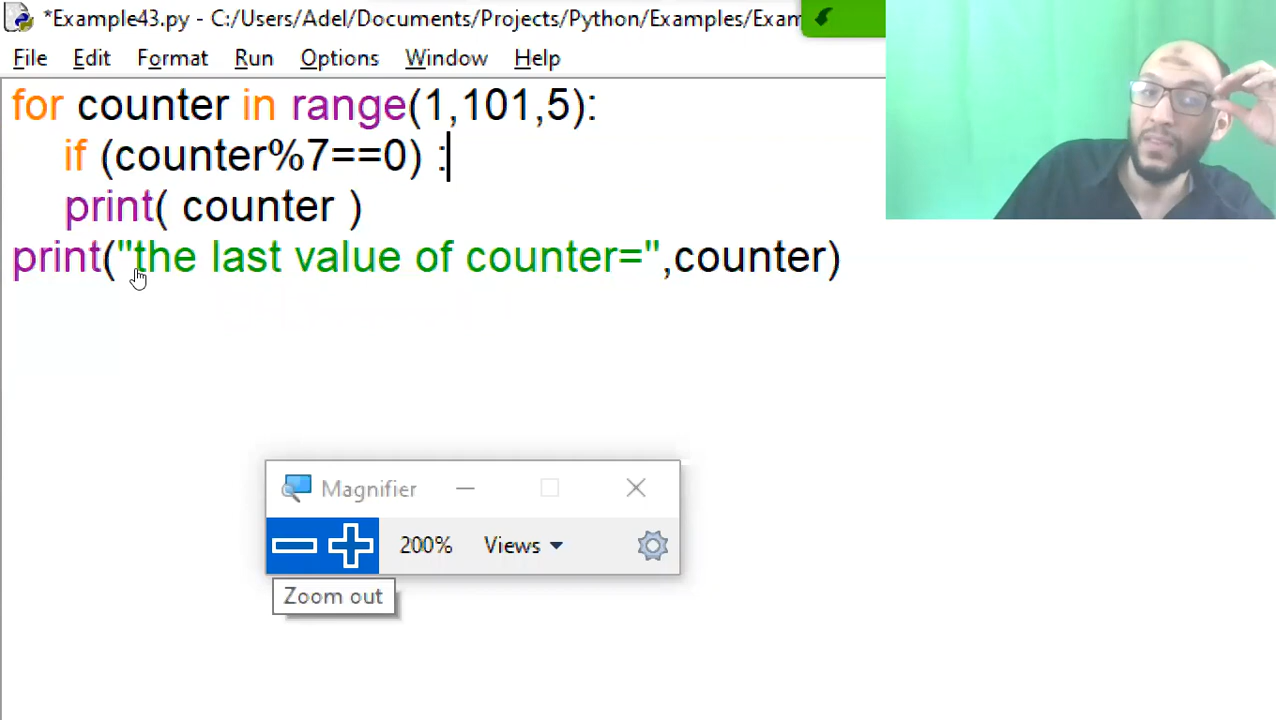 *Example43.py - C:/Users/Adel/Documents/Projects/Python/Examples/Exam
File Edit Format Run Options Window Help
for counter in range(1,101,5):
if (counter%7==0) :
print( counter )
print("the last value of counter=",counter)
Magnifier
200% Views
Zoom out